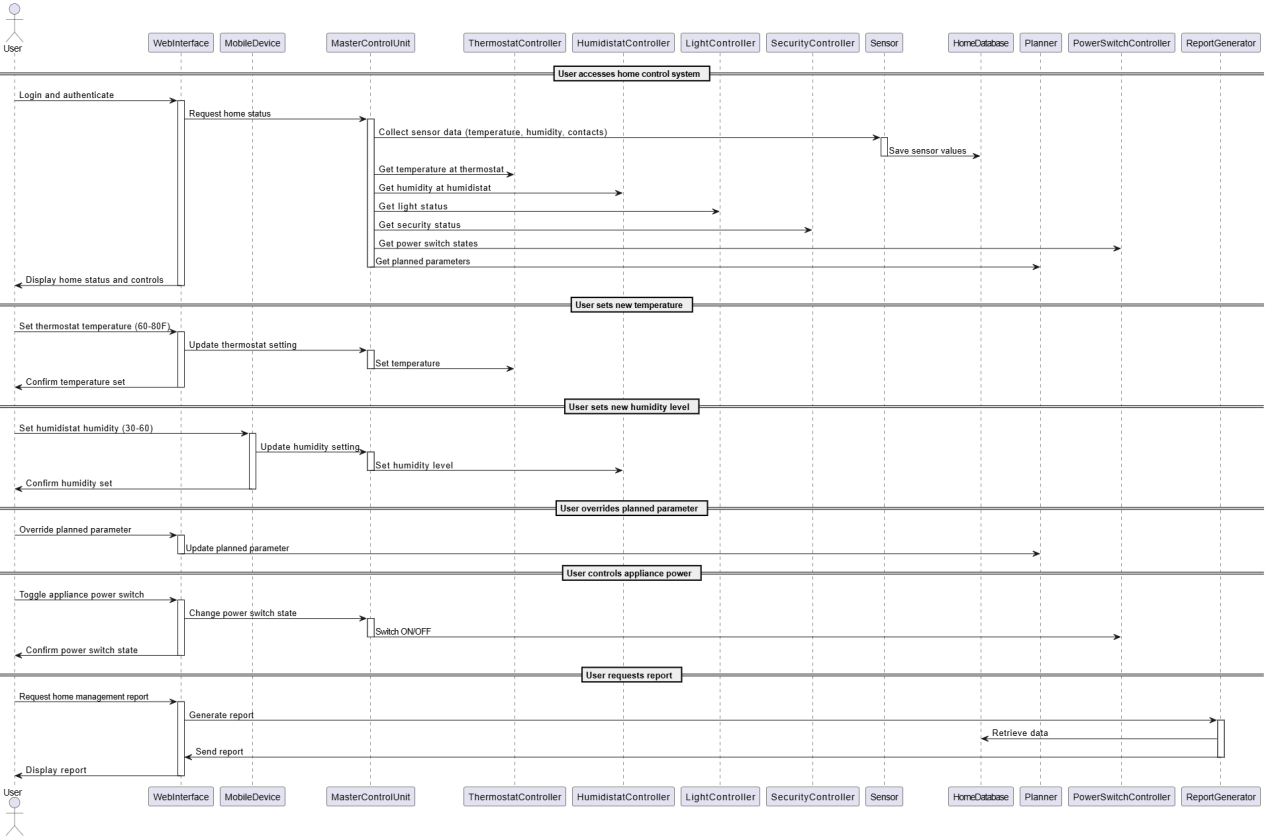 User
WebInterface MobileDevice MasterControlUnit ThermostatController HumidistatController LightController SecurityController Sensor HomeDatabase Planner PowerSwitchController ReportGenerator
User accesses home control system
Login and authenticate
Request home status
Collect sensor data (temperature, humidity, contacts)
Save sensor values
Get temperature at thermostat
Get humidity at humidistat
Get light status
Get security status
Get power switch states
Get planned parameters
Display home status and controls
User sets new temperature
Set thermostat temperature (60-80F)
Update thermostat setting
Set temperature
Confirm temperature set
User sets new humidity level
Set humidistat humidity (30-60)
Update humidity setting
Set humidity level
Confirm humidity set
User overrides planned parameter
Override planned parameter
Update planned parameter
User controls appliance power
Toggle appliance power switch
Change power switch state
Switch ON/OFF
Confirm power switch state
User requests report
Request home management report
Generate report
Retrieve data
Send report
Display report
User
WebInterface MobileDevice MasterControlUnit ThermostatController HumidistatController LightController SecurityController Sensor HomeDatabase Planner PowerSwitchController ReportGenerator